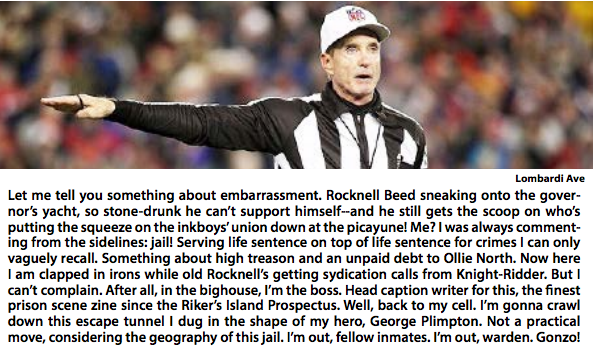 NFL
Lombardi Ave
Let me tell you something about embarrassment. Rocknell Beed sneaking onto the gover-
nor's yacht, so stone-drunk he can't support himself--and he still gets the scoop on who's
putting the squeeze on the inkboys' union down at the picayune! Me? I was always comment-
ing from the sidelines: jail! Serving life sentence on top of life sentence for crimes I can only
vaguely recall. Something about high treason and an unpaid debt to Ollie North. Now here
I am clapped in irons while old Rocknell's getting sydication calls from Knight-Ridder. But I
can't complain. After all, in the bighouse, I'm the boss. Head caption writer for this, the finest
prison scene zine since the Riker's Island Prospectus. Well, back to my cell. I'm gonna crawl
down this escape tunnel I dug in the shape of my hero, George Plimpton. Not a practical
move, considering the geography of this jail. I'm out, fellow inmates. I'm out, warden. Gonzo!